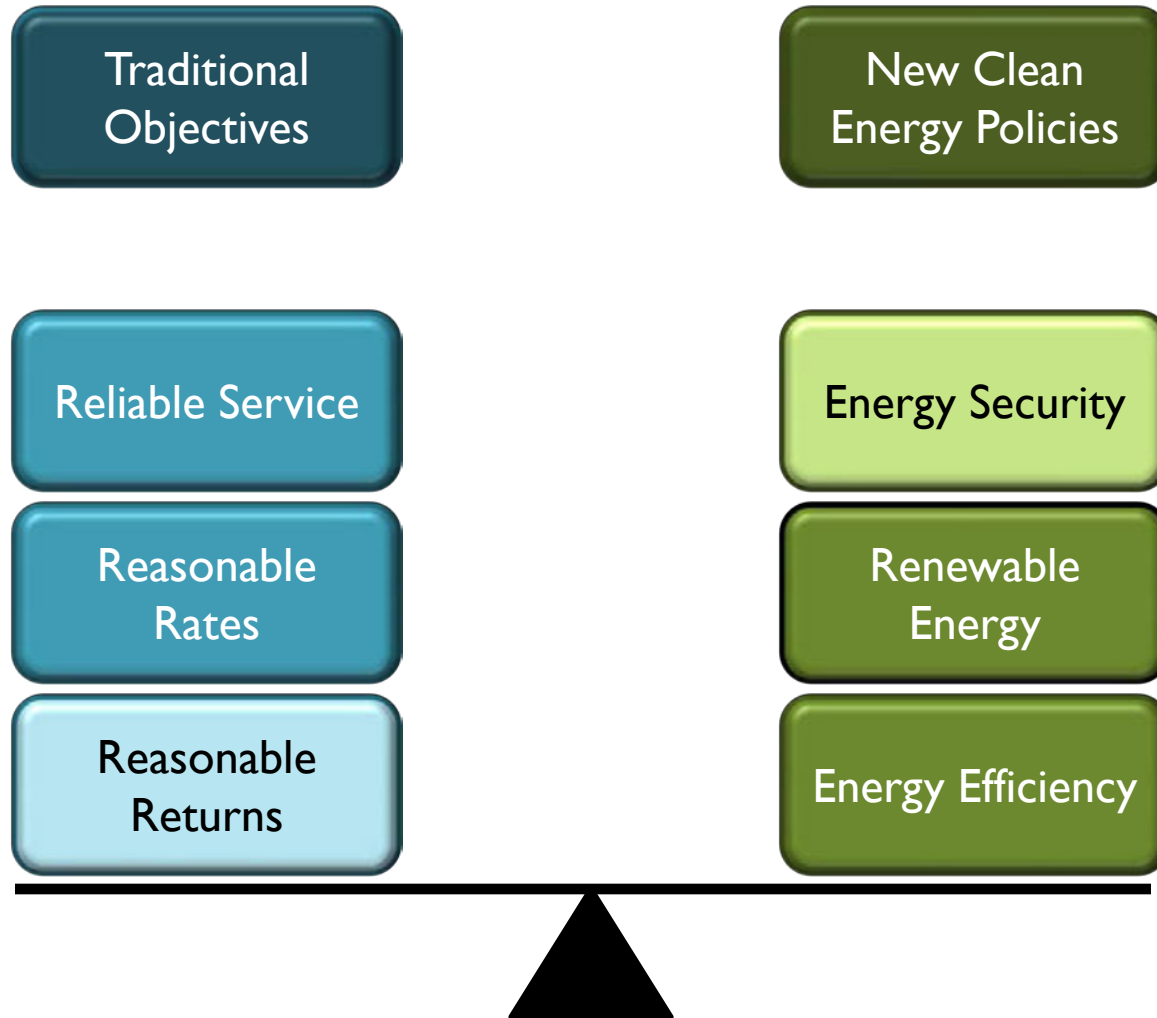 Traditional
Objectives
New Clean
Energy Policies
Reliable Service
Energy Security
Reasonable
Rates
Renewable
Energy
Reasonable
Returns
Energy Efficiency